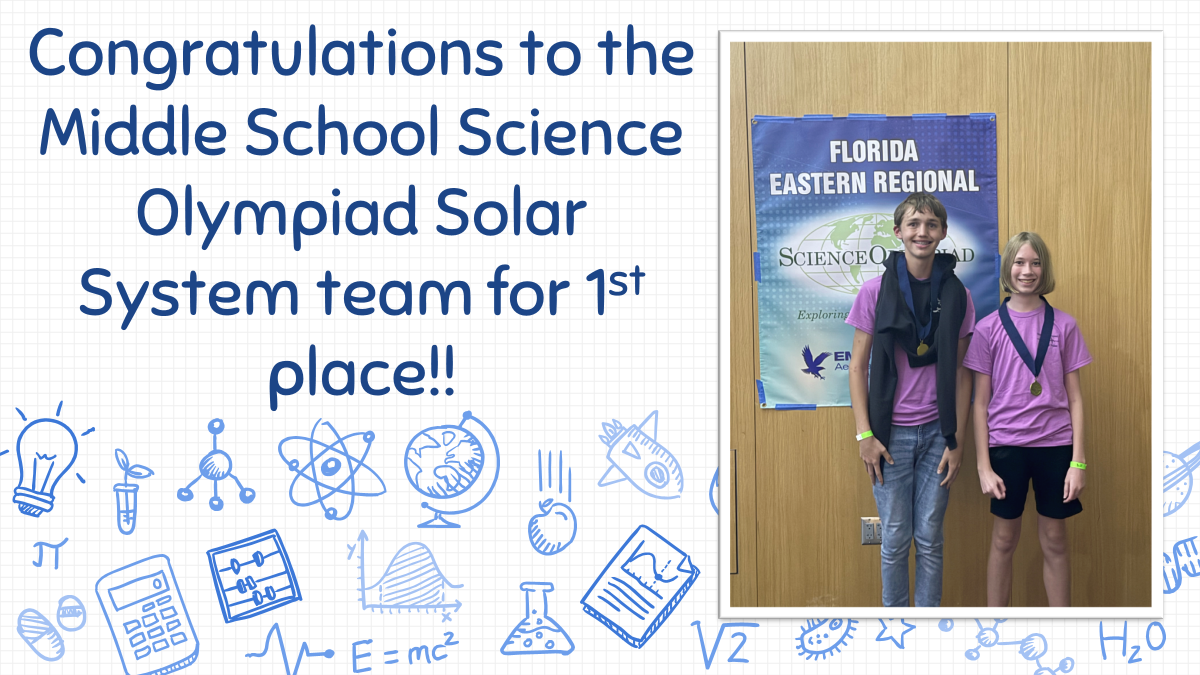 Congratulations to the
Middle School Science
Olympiad Solar
System team for 1st
place!!
FLORIDA
EASTERN REGIONAL
SCIENCE
Exploring
π
y
x
E = mc²
√2
H₂O